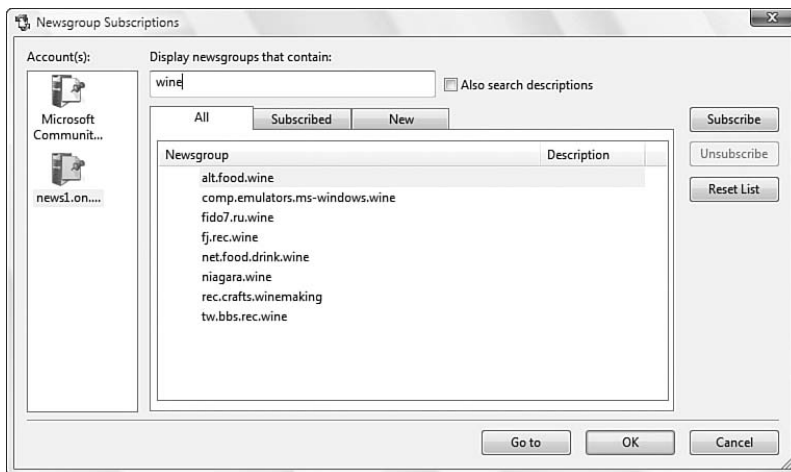 Newsgroup Subscriptions
X
Account(s):
Microsoft
Communit...
news1.on....
Display newsgroups that contain:
wine
Also search descriptions
All Subscribed New
Newsgroup Description
alt.food.wine
comp.emulators.ms-windows.wine
fido7.ru.wine
fj.rec.wine
net.food.drink.wine
niagara.wine
rec.crafts.winemaking
tw.bbs.rec.wine
Subscribe
Unsubscribe
Reset List
Go to OK Cancel